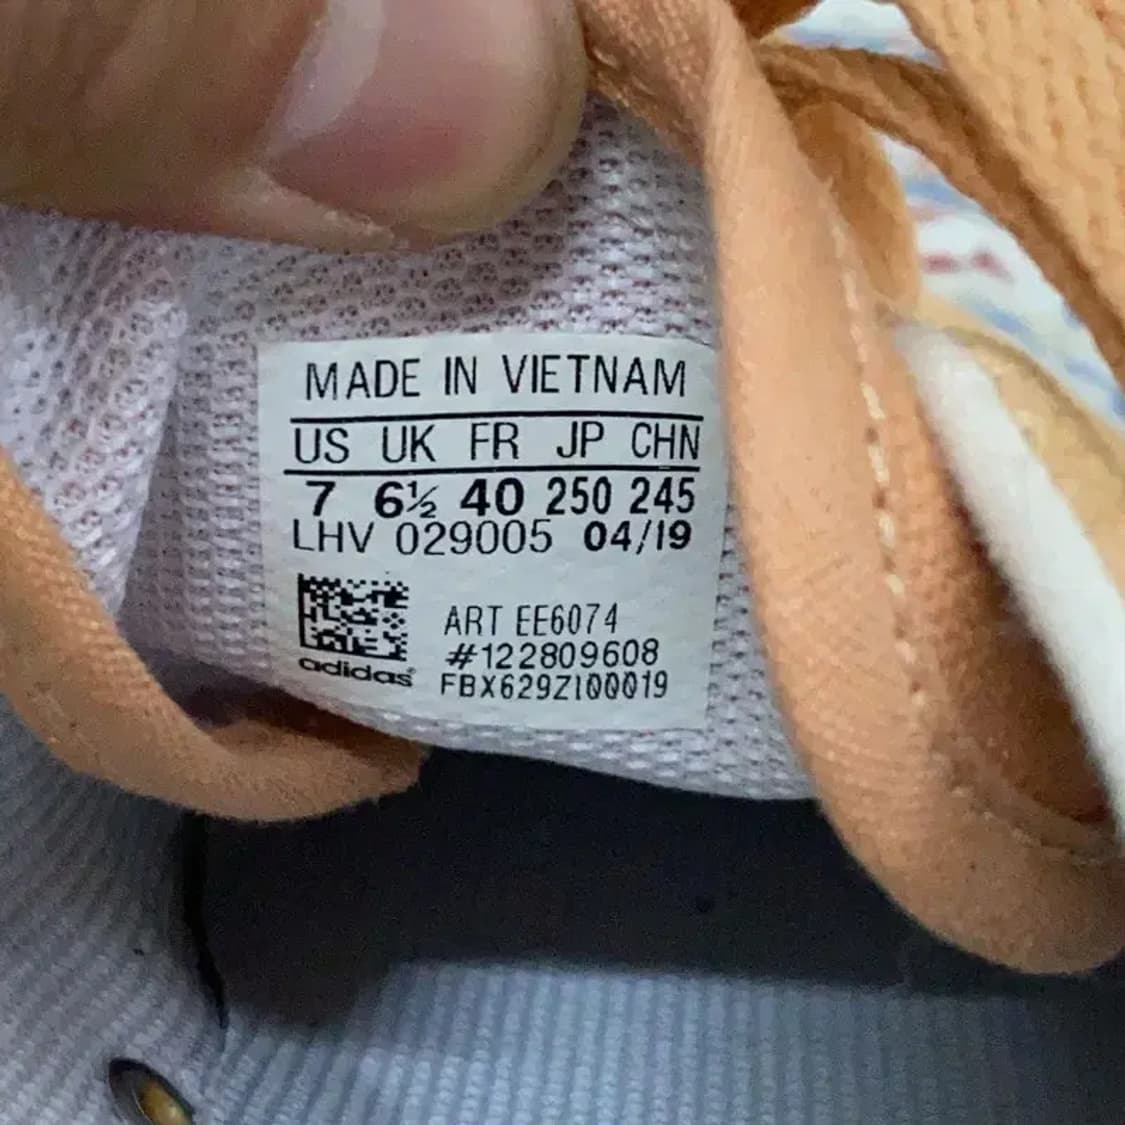 MADE IN VIETNAM
US UK FR JP CHN
7 6½ 40 250 245
LHV 029005 04/19
ART EE6074
#122809608
adidas
FBX629Z100019